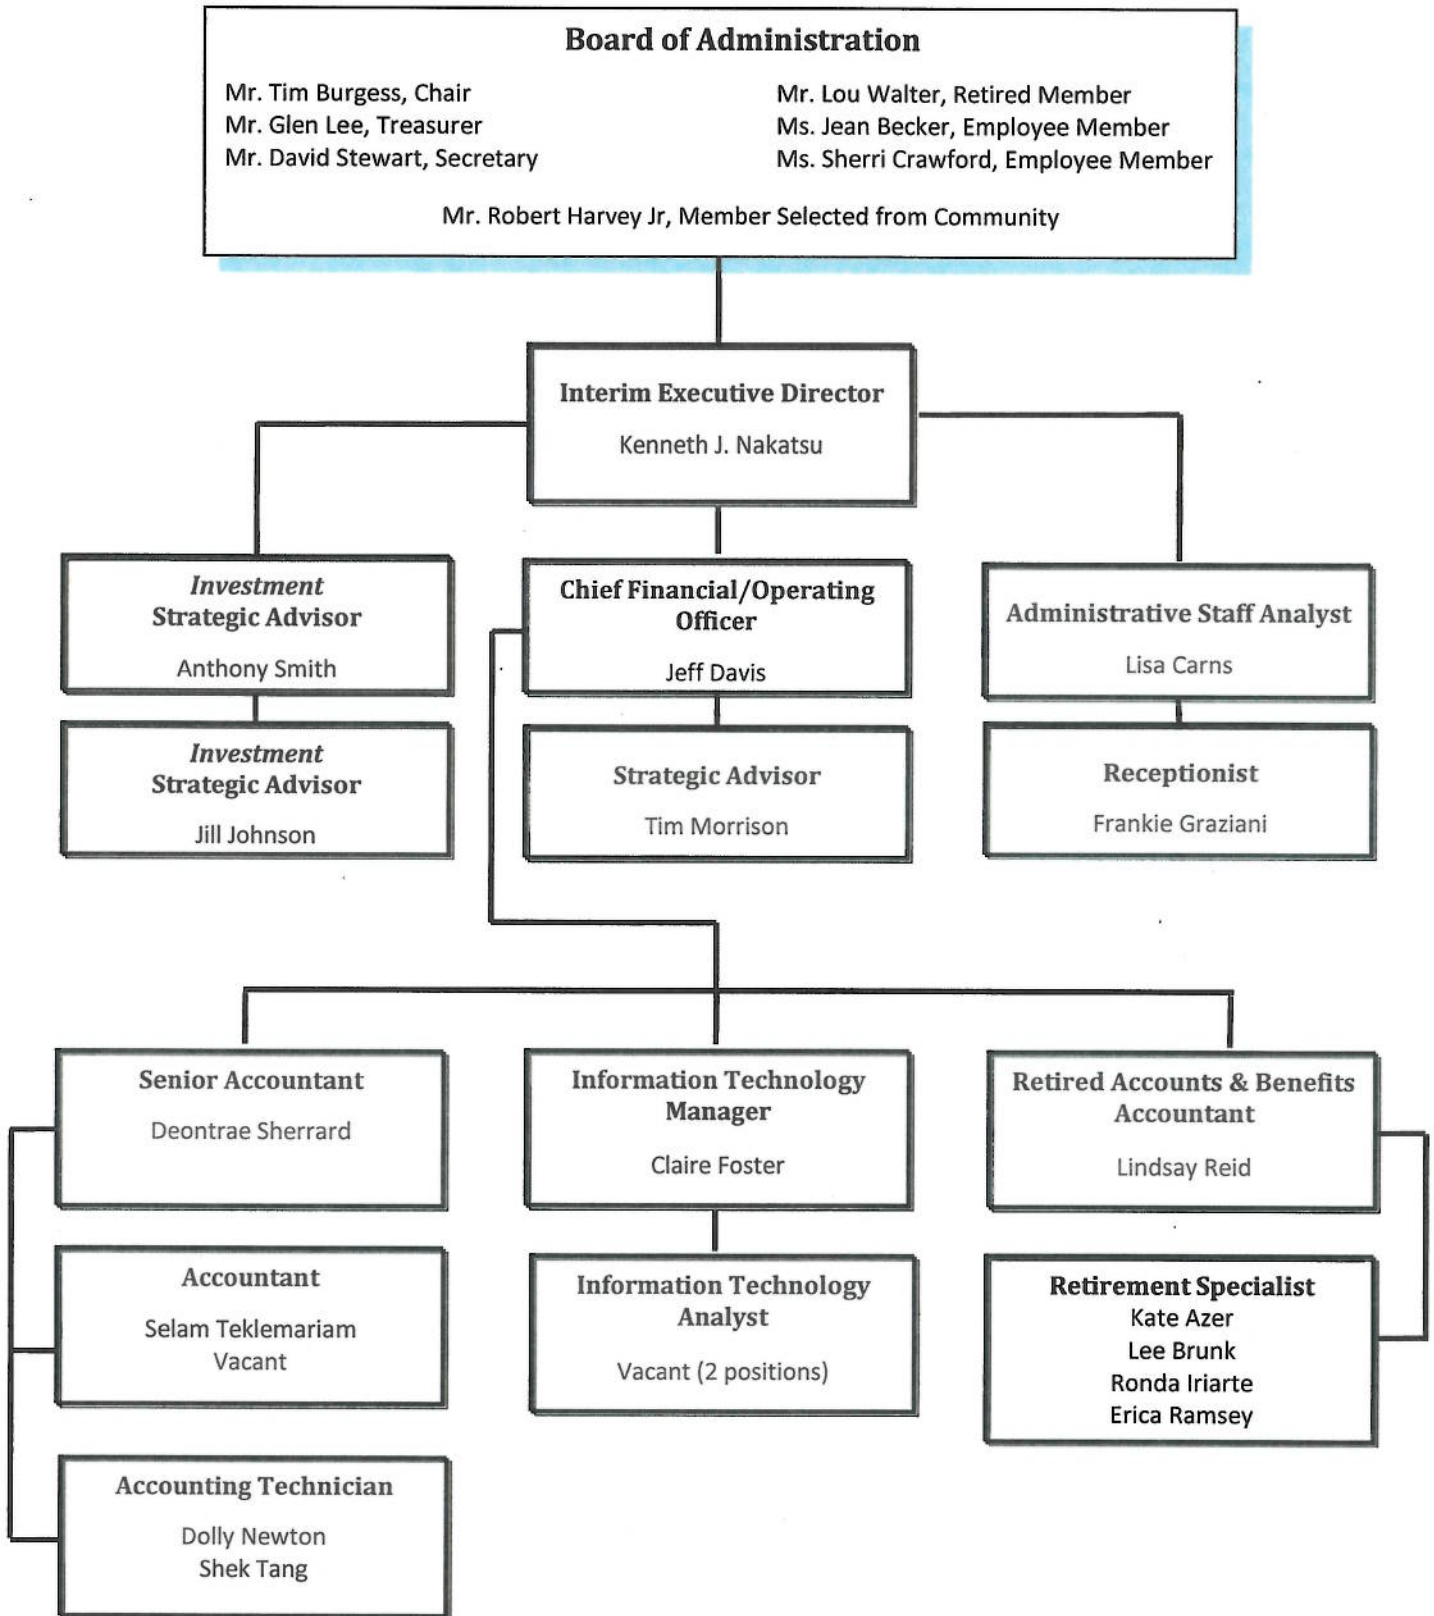 Board of Administration
Mr. Tim Burgess, Chair
Mr. Glen Lee, Treasurer
Mr. David Stewart, Secretary
Mr. Lou Walter, Retired Member
Ms. Jean Becker, Employee Member
Ms. Sherri Crawford, Employee Member
Mr. Robert Harvey Jr, Member Selected from Community
Interim Executive Director
Kenneth J. Nakatsu
Investment
Strategic Advisor
Anthony Smith
Chief Financial/Operating
Officer
Jeff Davis
Administrative Staff Analyst
Lisa Carns
Investment
Strategic Advisor
Jill Johnson
Strategic Advisor
Tim Morrison
Receptionist
Frankie Graziani
Senior Accountant
Deontrae Sherrard
Information Technology
Manager
Claire Foster
Retired Accounts & Benefits
Accountant
Lindsay Reid
Accountant
Selam Teklemariam
Vacant
Information Technology
Analyst
Vacant (2 positions)
Retirement Specialist
Kate Azer
Lee Brunk
Ronda Iriarte
Erica Ramsey
Accounting Technician
Dolly Newton
Shek Tang